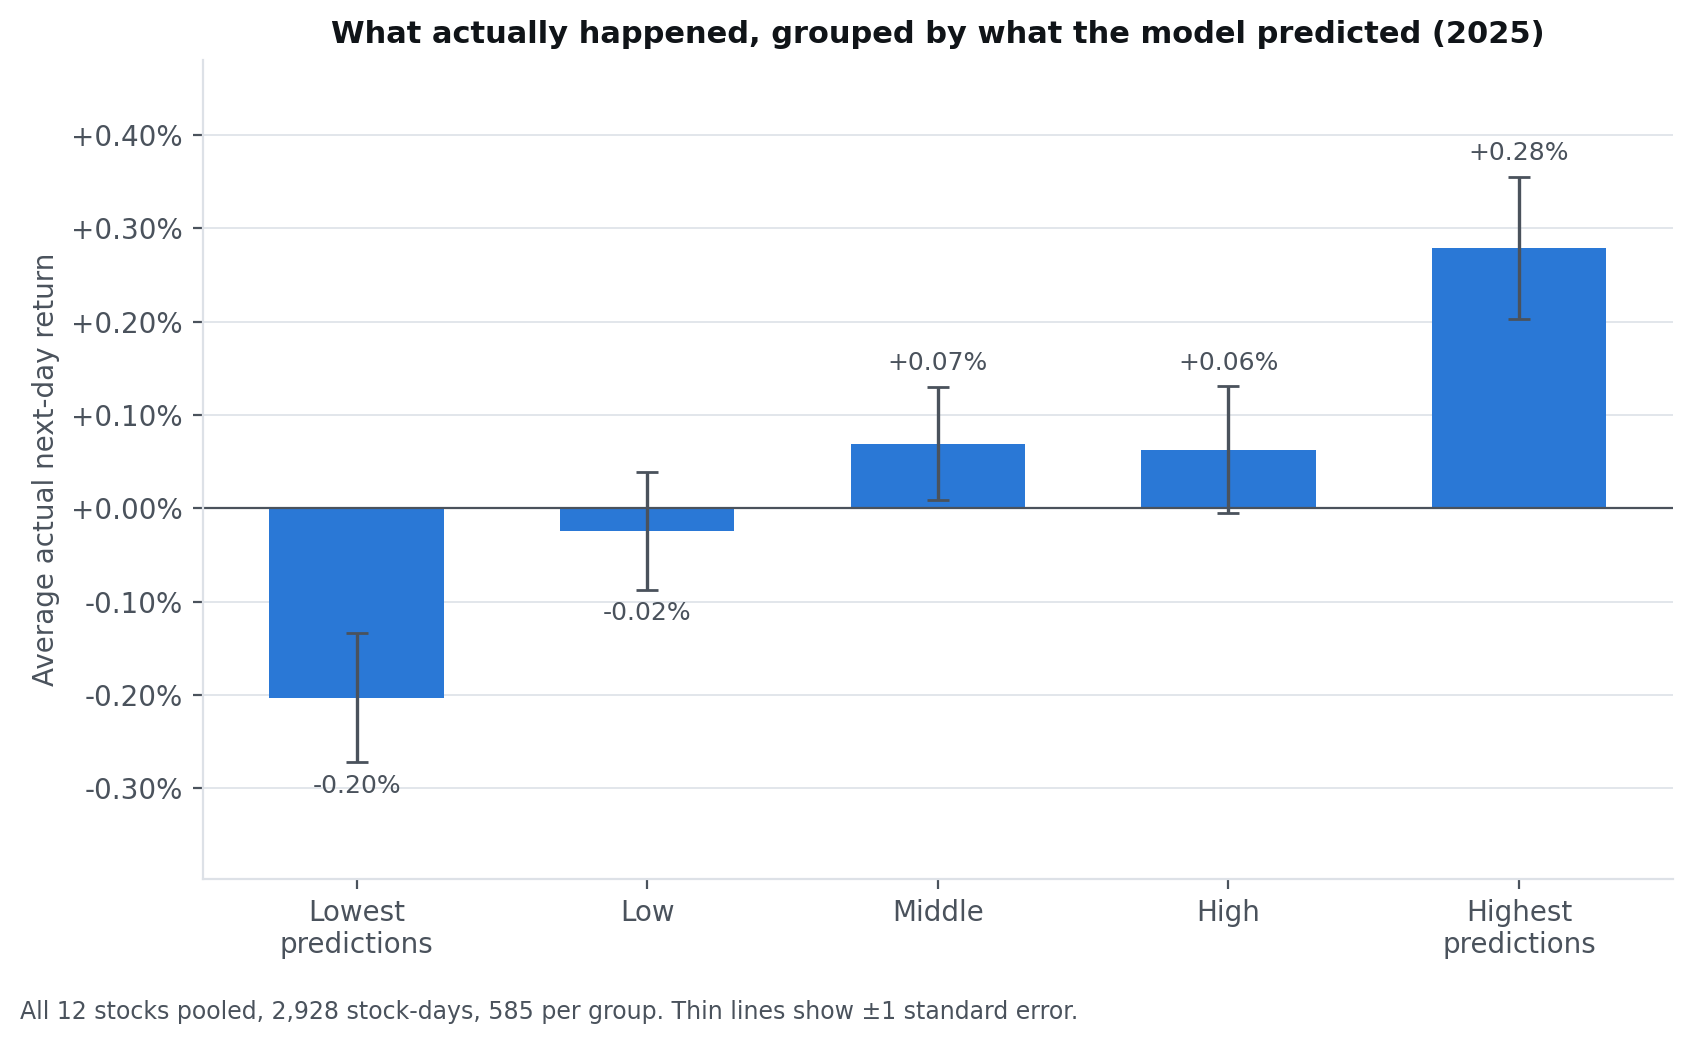 What actually happened, grouped by what the model predicted (2025)
Average actual next-day return
+0.40%
+0.30%
+0.20%
+0.10%
+0.00%
-0.10%
-0.20%
-0.30%
-0.20%
-0.02%
+0.07%
+0.06%
+0.28%
Lowest
predictions
Low
Middle
High
Highest
predictions
All 12 stocks pooled, 2,928 stock-days, 585 per group. Thin lines show ±1 standard error.